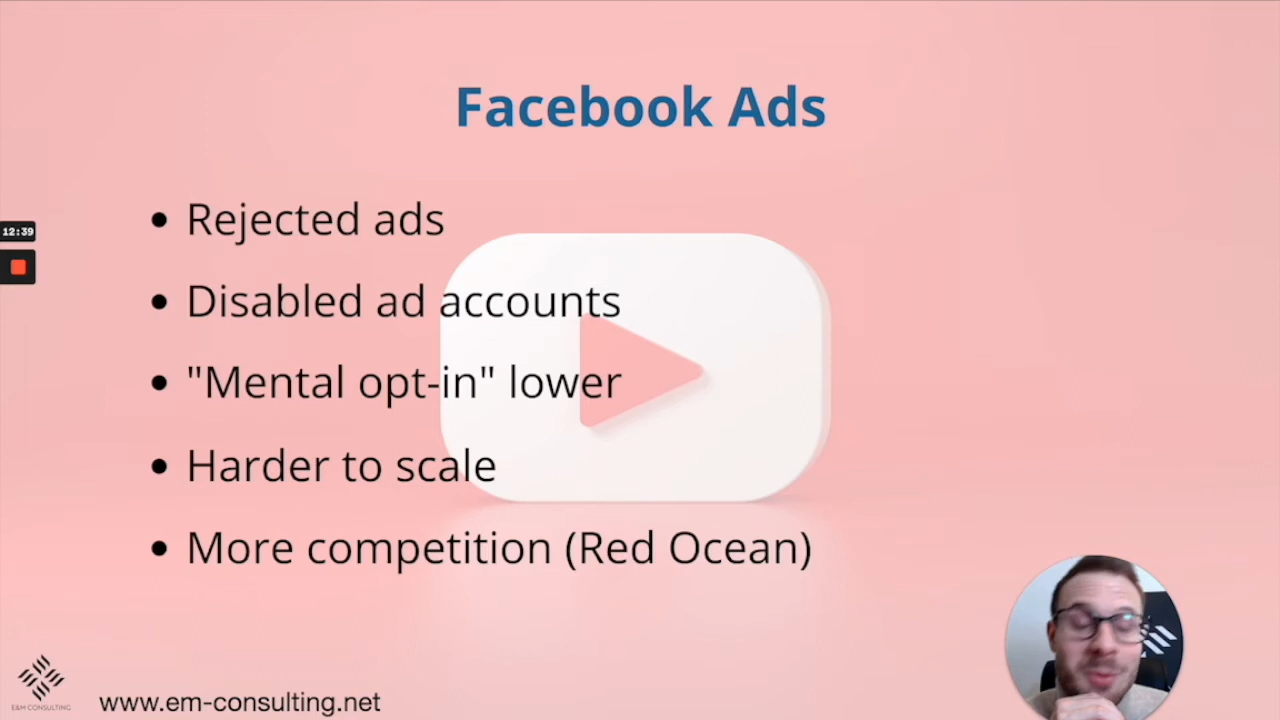 Facebook Ads
• Rejected ads
• Disabled ad accounts
• "Mental opt-in" lower
• Harder to scale
• More competition (Red Ocean)
12:39
E&M CONSULTING
www.em-consulting.net